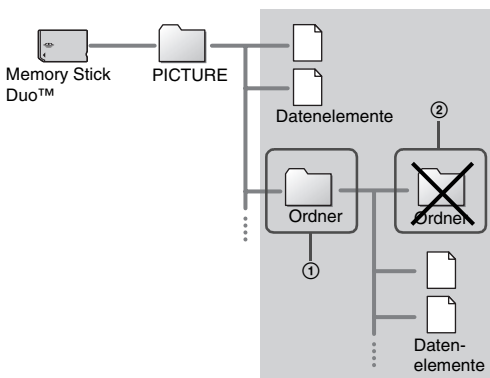 Memory Stick
Duo™
PICTURE
Datenelemente
②
Ordner
Ordner
①
Daten-
elemente